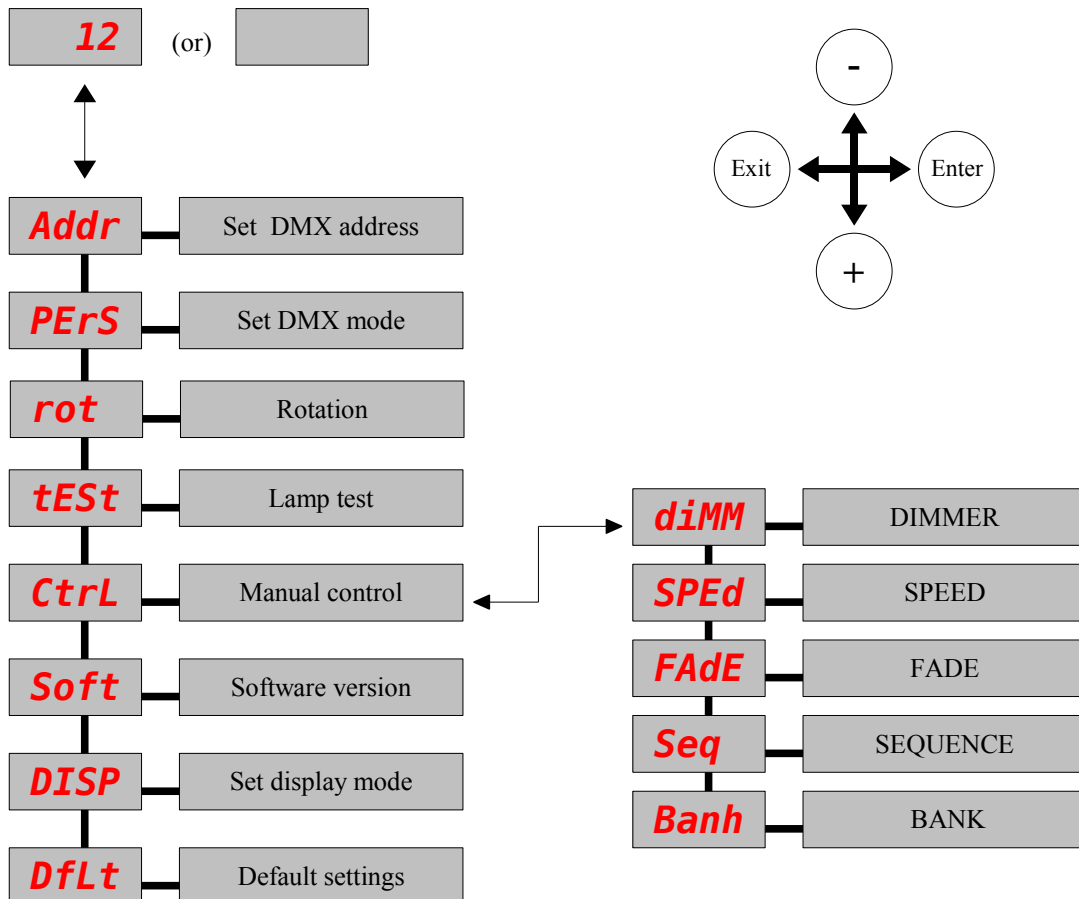 12 (or)
-
Exit Enter
+
Addr Set DMX address
PErS Set DMX mode
rot Rotation
tESt Lamp test
CtrL Manual control
Soft Software version
DISP Set display mode
DfLt Default settings
diMM DIMMER
SPEd SPEED
FAdE FADE
Seq SEQUENCE
Banh BANK